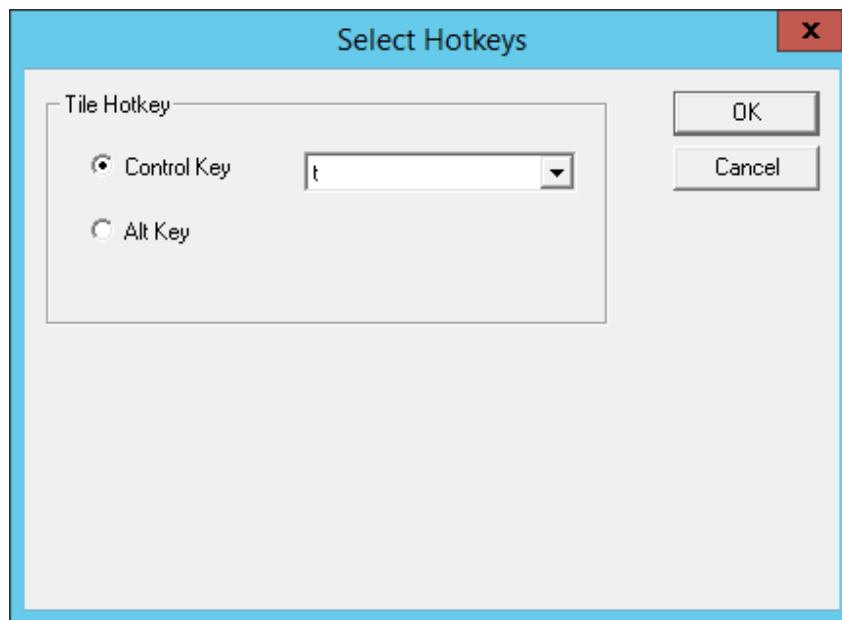 Select Hotkeys
x
Tile Hotkey
OK
Control Key t
Cancel
Alt Key